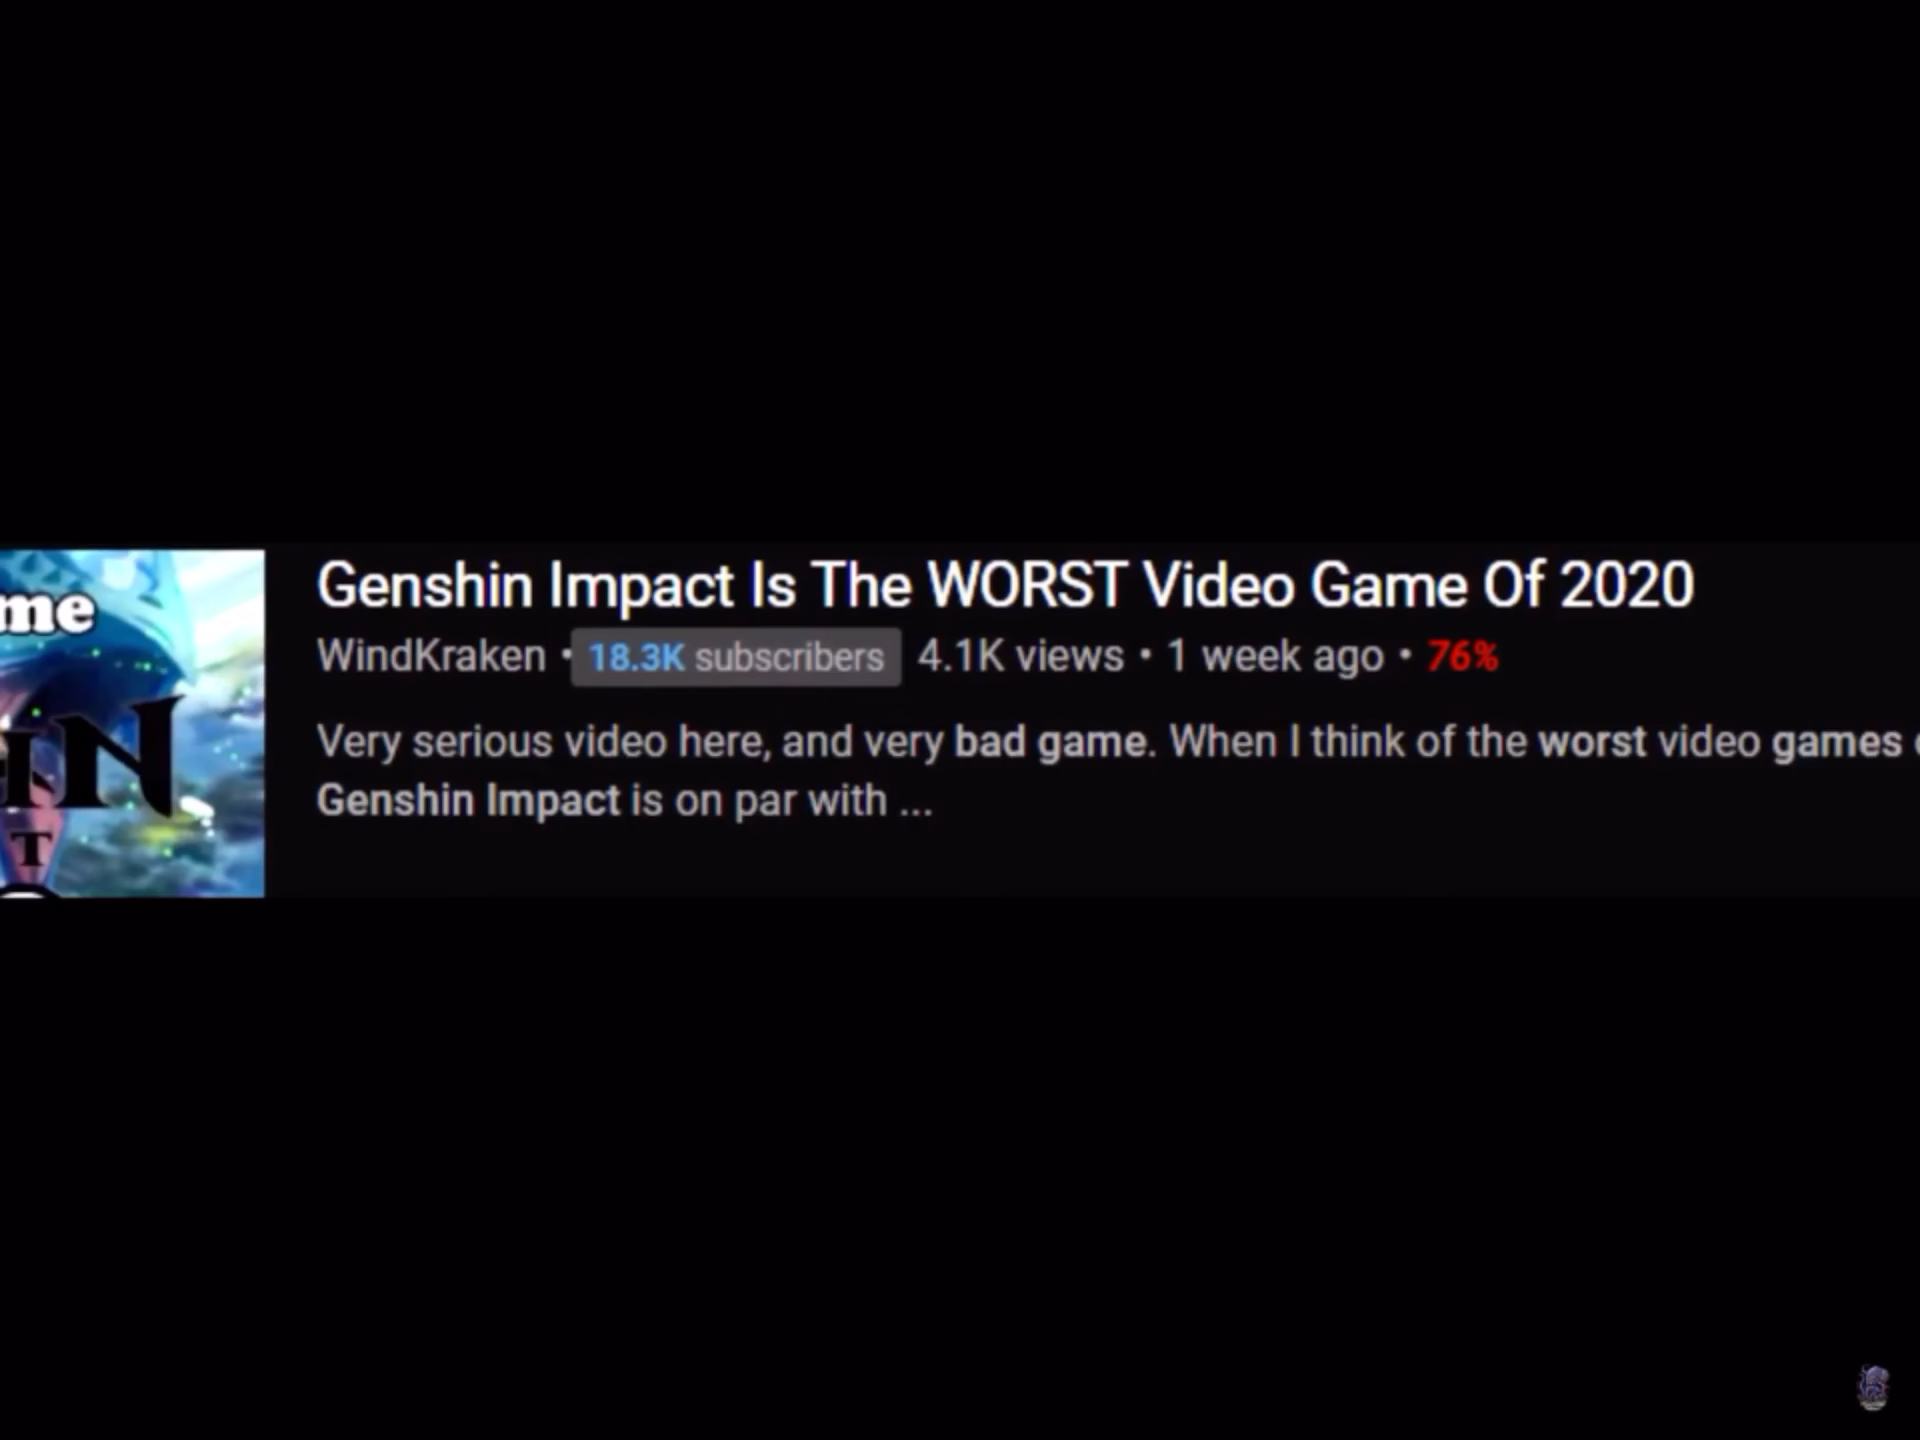 Genshin Impact Is The WORST Video Game Of 2020
WindKraken • 18.3K subscribers 4.1K views • 1 week ago • 76%
Very serious video here, and very bad game. When I think of the worst video games
Genshin Impact is on par with ...
me
IN
T